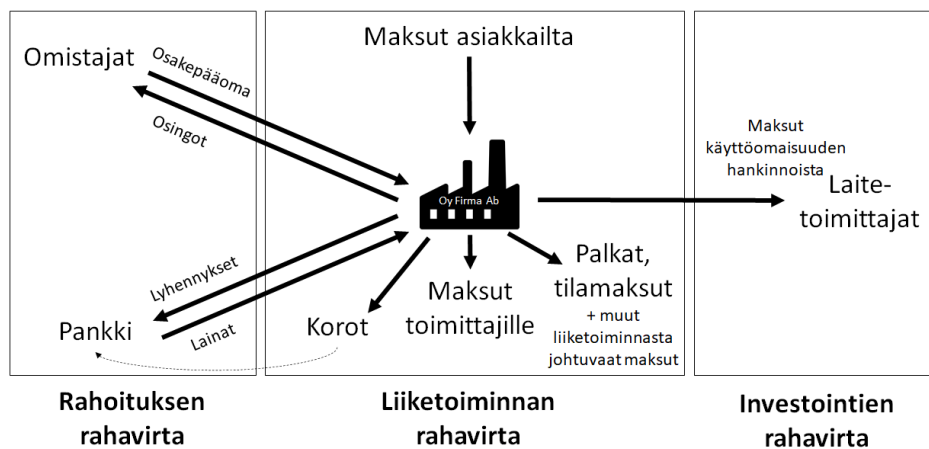 Omistajat
Osakepääoma
Osingot
Lyhennykset
Lainat
Pankki
Maksut asiakkailta
Oy Firma Ab
Korot
Maksut
toimittajille
Palkat,
tilamaksut
+ muut
liiketoiminnasta
johtuvaat maksut
Maksut
käyttöomaisuuden
hankinnoista
Laite-
toimittajat
Rahoituksen
rahavirta
Liiketoiminnan
rahavirta
Investointien
rahavirta